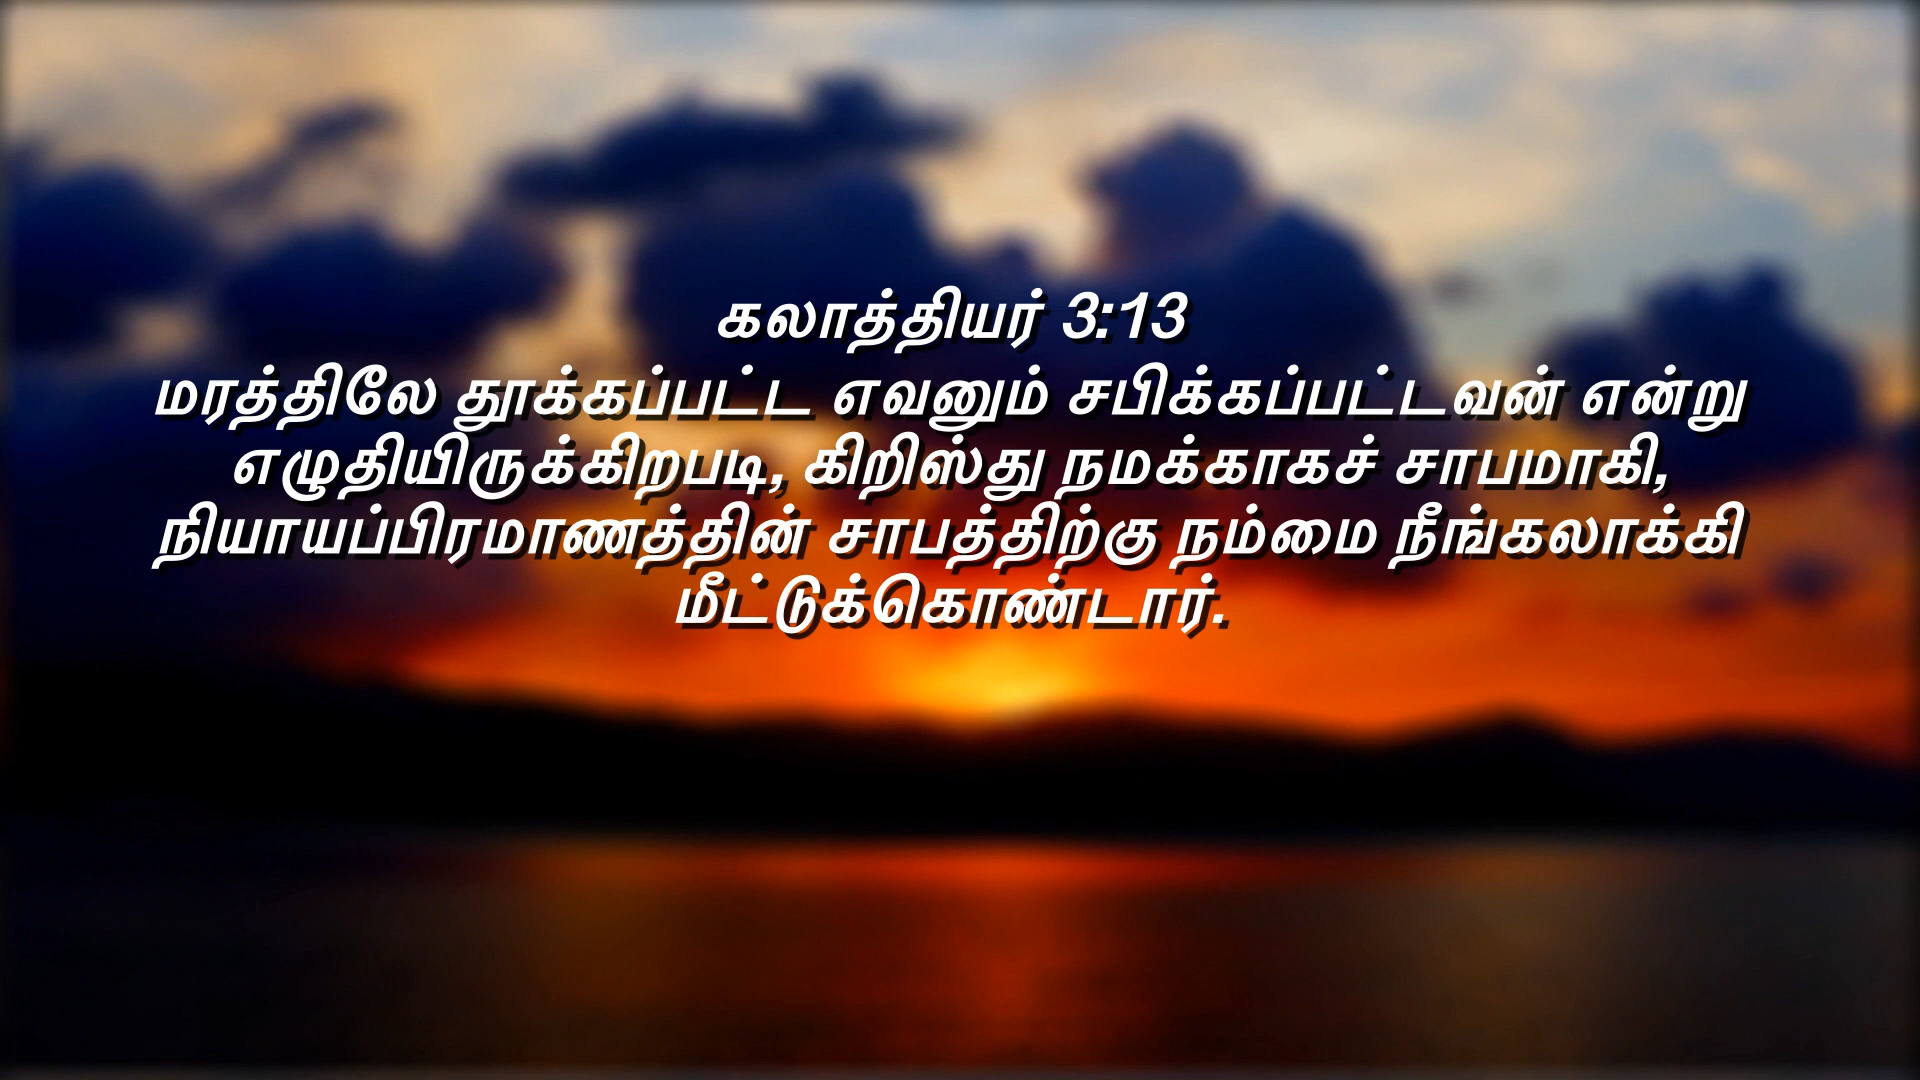 கலாத்தியர் 3:13
மரத்திலே தூக்கப்பட்ட எவனும் சபிக்கப்பட்டவன் என்று
எழுதியிருக்கிறபடி, கிறிஸ்து நமக்காகச் சாபமாகி,
நியாயப்பிரமாணத்தின் சாபத்திற்கு நம்மை நீங்கலாக்கி
மீட்டுக்கொண்டார்.